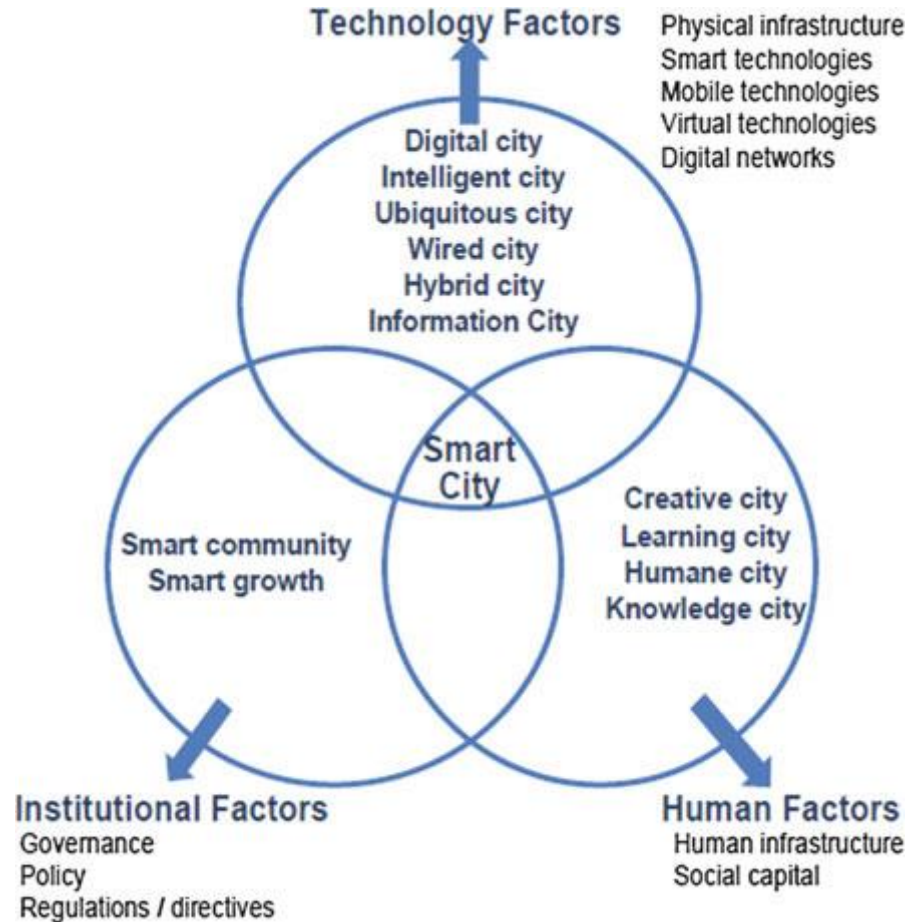 Technology Factors
Physical infrastructure
Smart technologies
Mobile technologies
Virtual technologies
Digital networks
Digital city
Intelligent city
Ubiquitous city
Wired city
Hybrid city
Information City
Smart
City
Smart community
Smart growth
Creative city
Learning city
Humane city
Knowledge city
Institutional Factors
Governance
Policy
Regulations / directives
Human Factors
Human infrastructure
Social capital